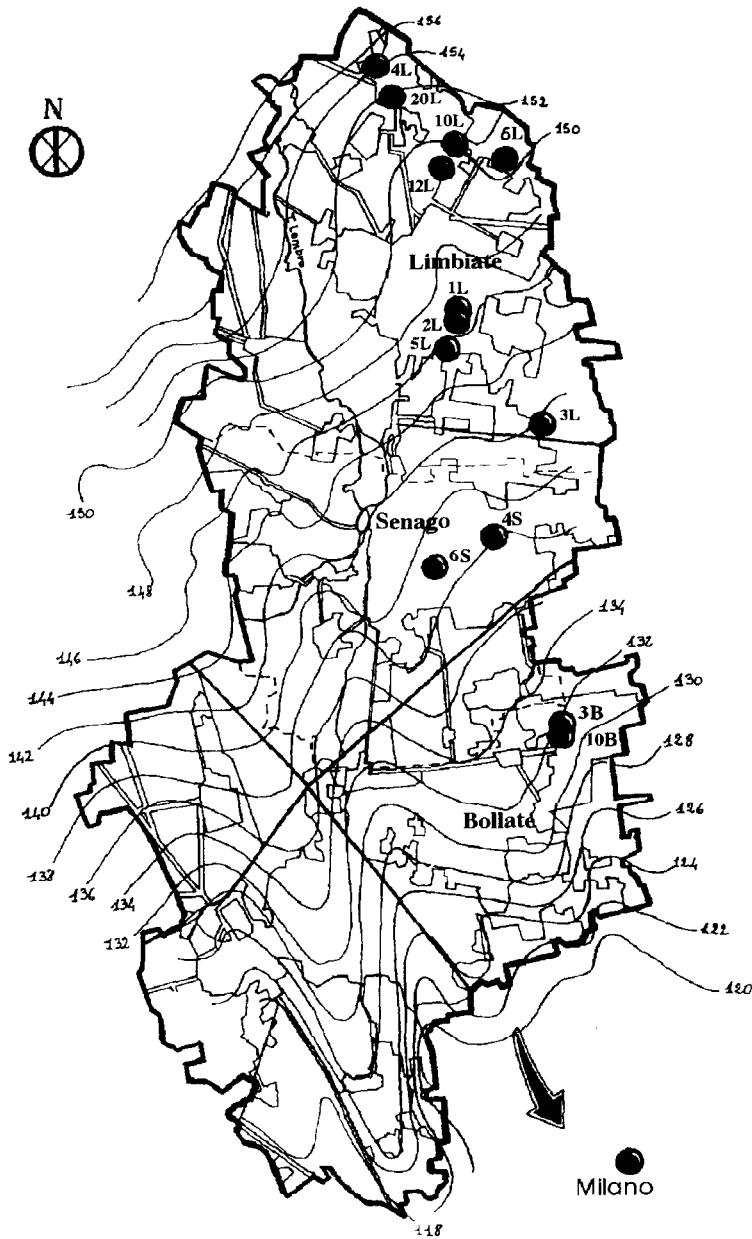 156
4L
154
N
20L
152
10L
6L
150
12L
Lombra
Limbiate
1L
2L
5L
3L
150
Senago
4S
6S
148
134
146
132
144
130
3B
142
10B
128
140
Bollate
126
138
124
136
134
122
132
120
Milano
118